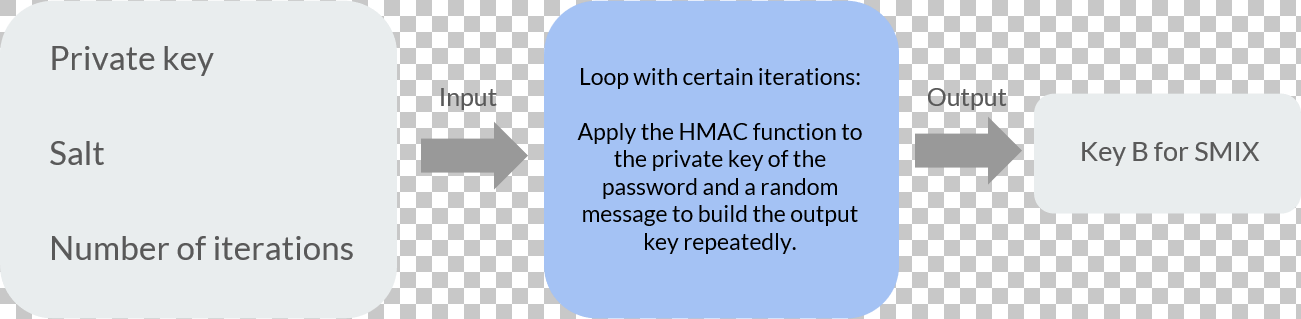 Private key
Salt
Number of iterations
Input
Loop with certain iterations:
Apply the HMAC function to
the private key of the
password and a random
message to build the output
key repeatedly.
Output
Key B for SMIX